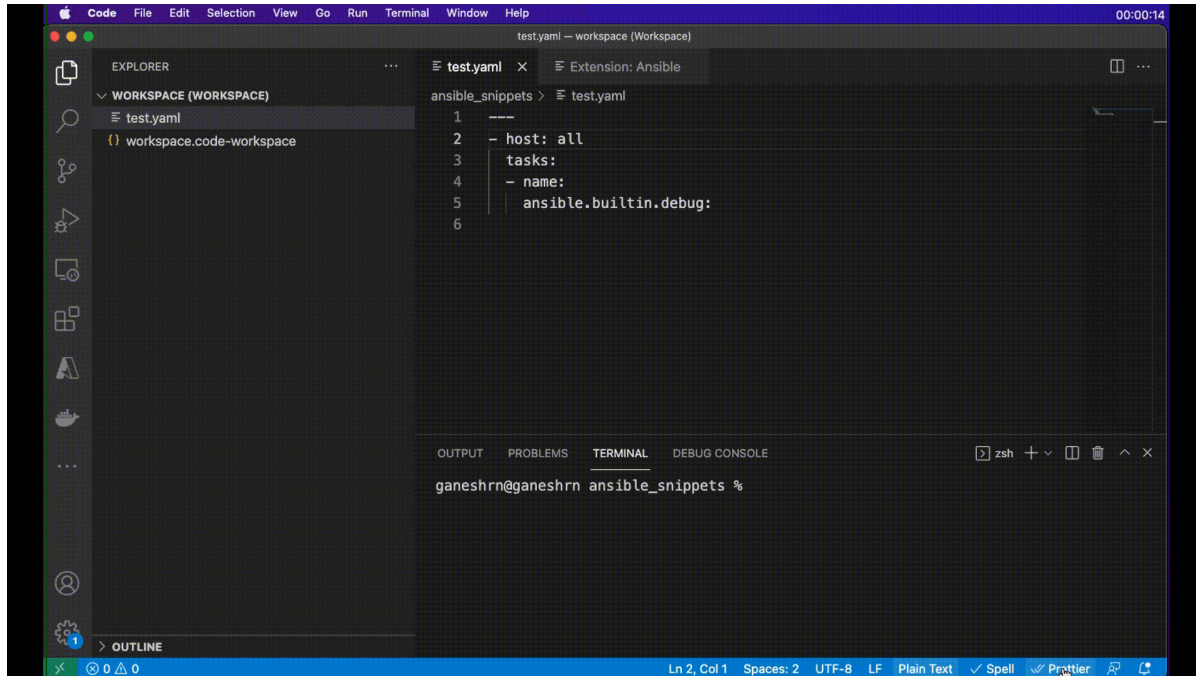 Code File Edit Selection View Go Run Terminal Window Help 00:00:14
test.yaml — workspace (Workspace)
EXPLORER ...
test.yaml × Extension: Ansible ...
WORKSPACE (WORKSPACE)
test.yaml
{} workspace.code-workspace
ansible_snippets > test.yaml
1 ---
2 - host: all
3 tasks:
4 - name:
5 ansible.builtin.debug:
6
OUTPUT PROBLEMS TERMINAL DEBUG CONSOLE zsh
ganeshrn@ganeshrn ansible_snippets %
1
OUTLINE
0 0 Ln 2, Col 1 Spaces: 2 UTF-8 LF Plain Text Spell Prettier